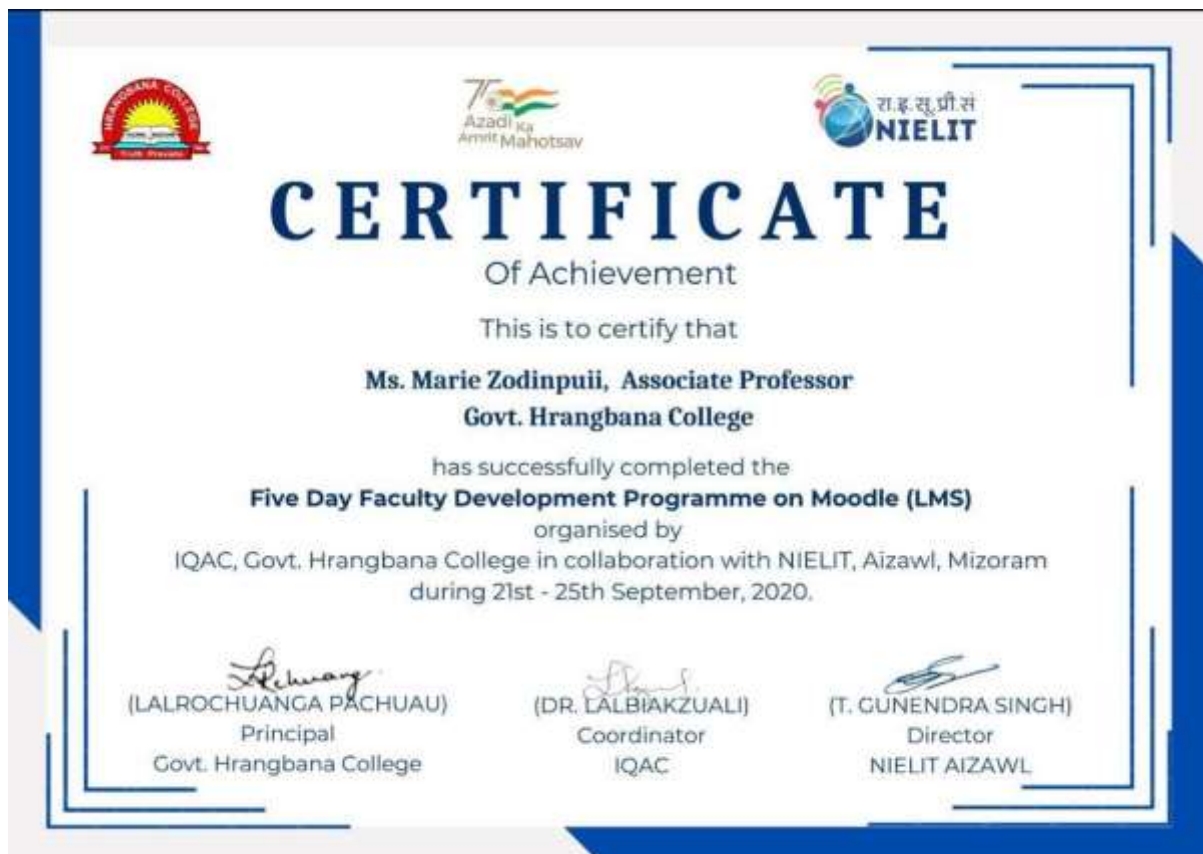 HRANGBANA COLLEGE
75
Azadi Ka
Amrit Mahotsav
रा.इ.सू.प्रौ.सं
NIELIT
CERTIFICATE
Of Achievement
This is to certify that
Ms. Marie Zodinpuii, Associate Professor
Govt. Hrangbana College
has successfully completed the
Five Day Faculty Development Programme on Moodle (LMS)
organised by
IQAC, Govt. Hrangbana College in collaboration with NIELIT, Aizawl, Mizoram
during 21st - 25th September, 2020.
(LALROCHUANGA PACHUAU)
Principal
Govt. Hrangbana College
(DR. LALBIAKZUALI)
Coordinator
IQAC
(T. GUNENDRA SINGH)
Director
NIELIT AIZAWL